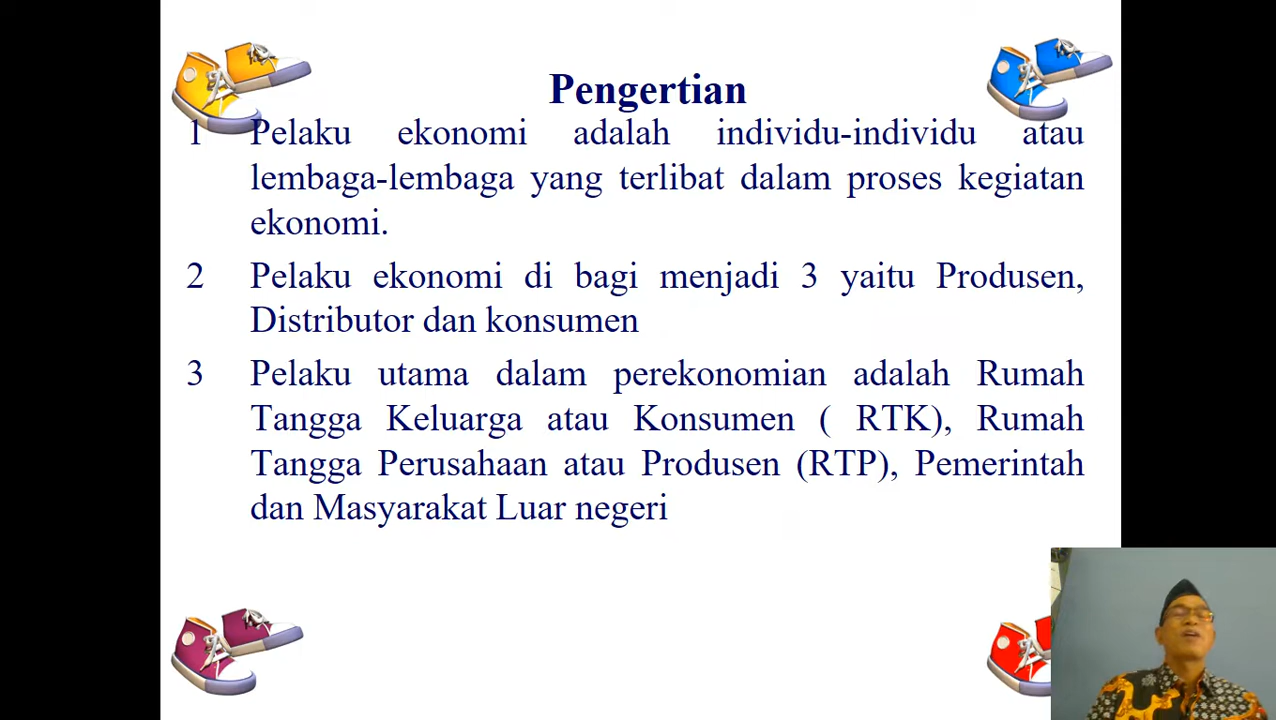 Pengertian
1 Pelaku ekonomi adalah individu-individu atau
lembaga-lembaga yang terlibat dalam proses kegiatan
ekonomi.
2 Pelaku ekonomi di bagi menjadi 3 yaitu Produsen,
Distributor dan konsumen
3 Pelaku utama dalam perekonomian adalah Rumah
Tangga Keluarga atau Konsumen ( RTK), Rumah
Tangga Perusahaan atau Produsen (RTP), Pemerintah
dan Masyarakat Luar negeri